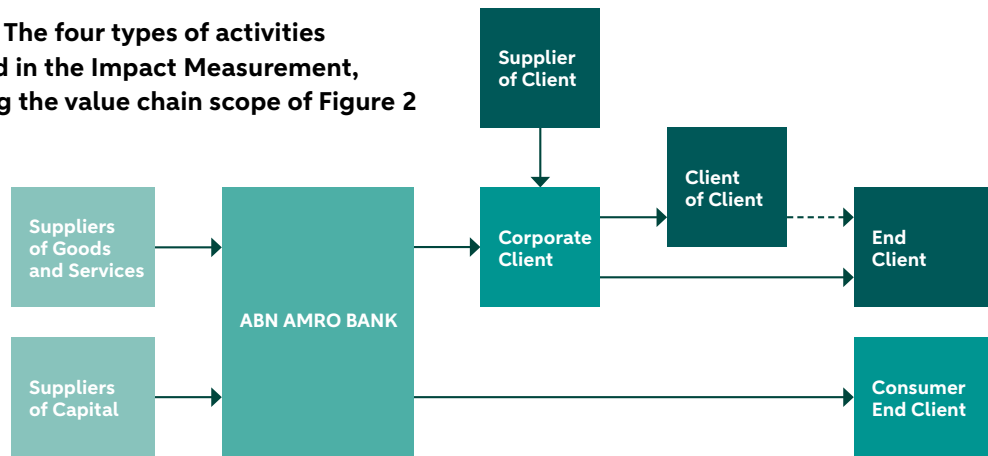 The four types of activities
d in the Impact Measurement,
g the value chain scope of Figure 2
Supplier
of Client
Suppliers
of Goods
and Services
ABN AMRO BANK
Corporate
Client
Client
of Client
End
Client
Suppliers
of Capital
Consumer
End Client